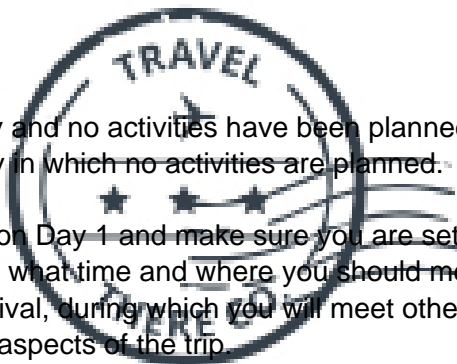 TRAVEL
y and no activities have been planned
y in which no activities are planned.
on Day 1 and make sure you are set
what time and where you should me
ival, during which you will meet other
aspects of the trip.
THERE